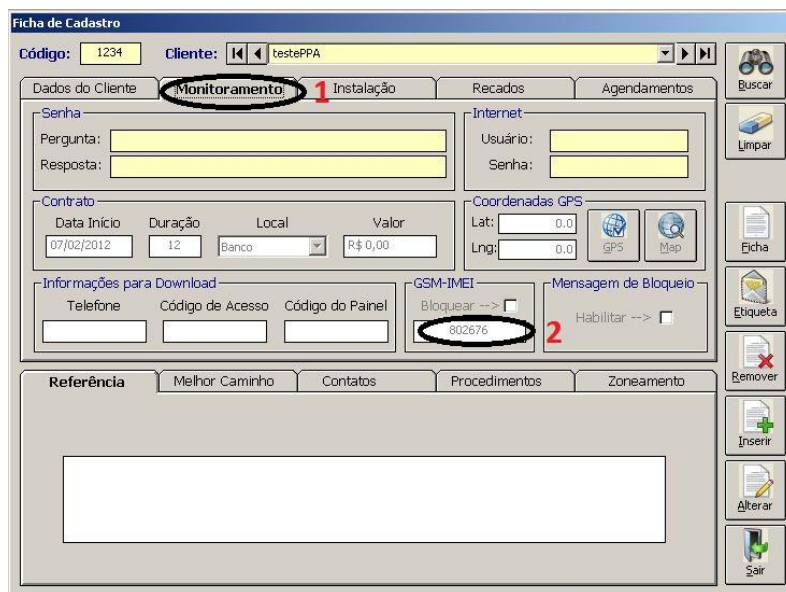 Ficha de Cadastro
Código: 1234 Cliente: testePPA
Buscar
Dados do Cliente Monitoramento 1 Instalação Recados Agendamentos
Senha Internet
Pergunta: Usuário:
Limpar
Resposta: Senha:
Contrato Coordenadas GPS
Data Início Duração Local Valor Lat: 0.0
07/02/2012 12 Banco R$ 0,00 Lng: 0.0 GPS Map
Ficha
Informações para Download GSM-IMEI Mensagem de Bloqueio
Telefone Código de Acesso Código do Painel Bloquear -->
Habilitar -->
Etiqueta
802676 2
Referência Melhor Caminho Contatos Procedimentos Zoneamento
Remover
Inserir
Alterar
Sair